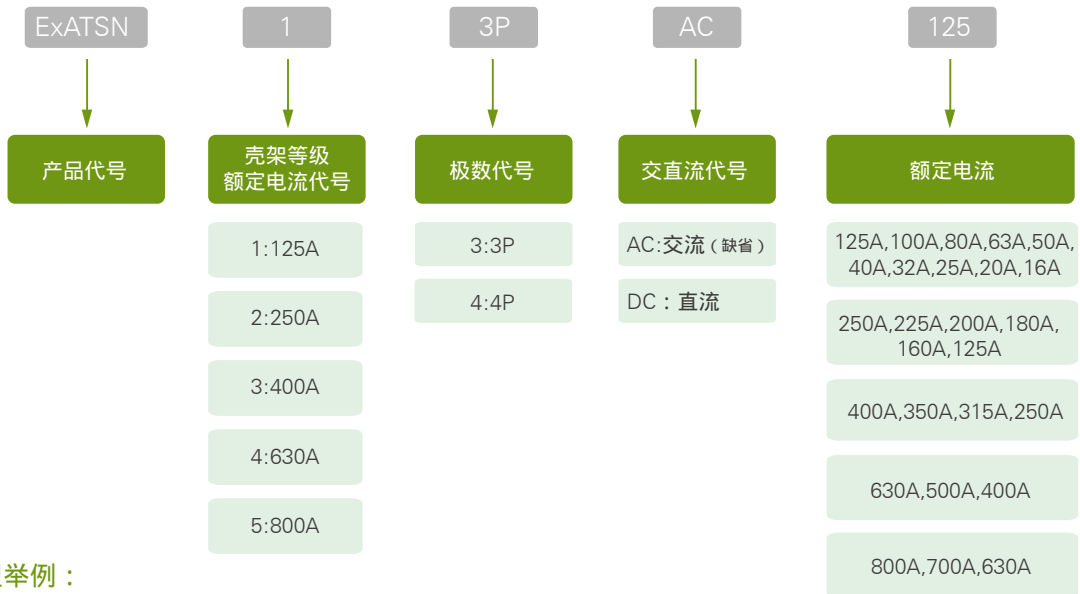 ExATSN
1
3P
AC
125
产品代号
壳架等级
额定电流代号
极数代号
交直流代号
额定电流
1:125A
2:250A
3:400A
4:630A
5:800A
3:3P
4:4P
AC:交流（缺省）
DC：直流
125A,100A,80A,63A,50A,
40A,32A,25A,20A,16A
250A,225A,200A,180A,
160A,125A
400A,350A,315A,250A
630A,500A,400A
800A,700A,630A
举例：